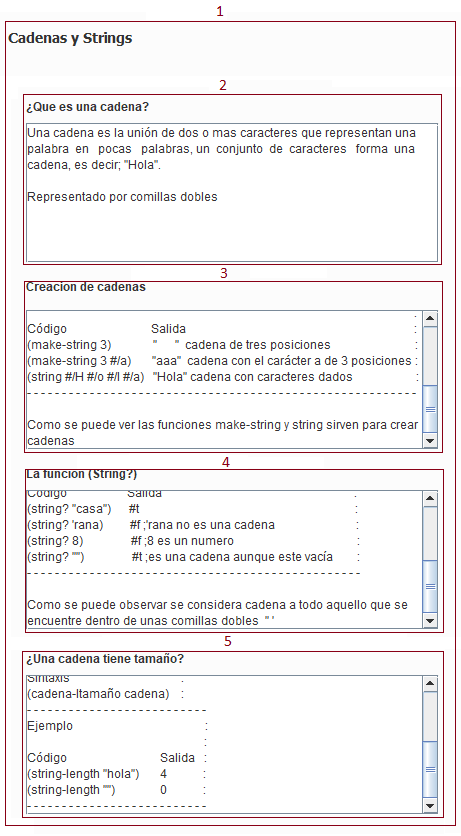 1
Cadenas y Strings
2
¿Que es una cadena?
Una cadena es la unión de dos o mas caracteres que representan una
palabra en pocas palabras, un conjunto de caracteres forma una
cadena, es decir; "Hola".
Representado por comillas dobles
3
Creacion de cadenas
:
Código Salida :
(make-string 3) "   " cadena de tres posiciones :
(make-string 3 #/a) "aaa" cadena con el carácter a de 3 posiciones :
(string #/H #/o #/l #/a) "Hola" cadena con caracteres dados :
- - - - - - - - - - - - - - - - - - - - - - - - - - - - - - - - - - - - - - - - - - - - - - -
Como se puede ver las funciones make-string y string sirven para crear
cadenas
4
La funcion (String?)
Código Salida :
(string? "casa") #t :
(string? 'rana) #f ;'rana no es una cadena :
(string? 8) #f ;8 es un numero :
(string? "") #t ;es una cadena aunque este vacía :
- - - - - - - - - - - - - - - - - - - - - - - - - - - - - - - - - - - - - - - -
Como se puede observar se considera cadena a todo aquello que se
encuentre dentro de unas comillas dobles " '
5
¿Una cadena tiene tamaño?
Sintaxis :
(cadena-ltamaño cadena) :
- - - - - - - - - - - - - - - - - - - - - -
Ejemplo :
:
Código Salida :
(string-length "hola") 4 :
(string-length "") 0 :
- - - - - - - - - - - - - - - - - - - - - -